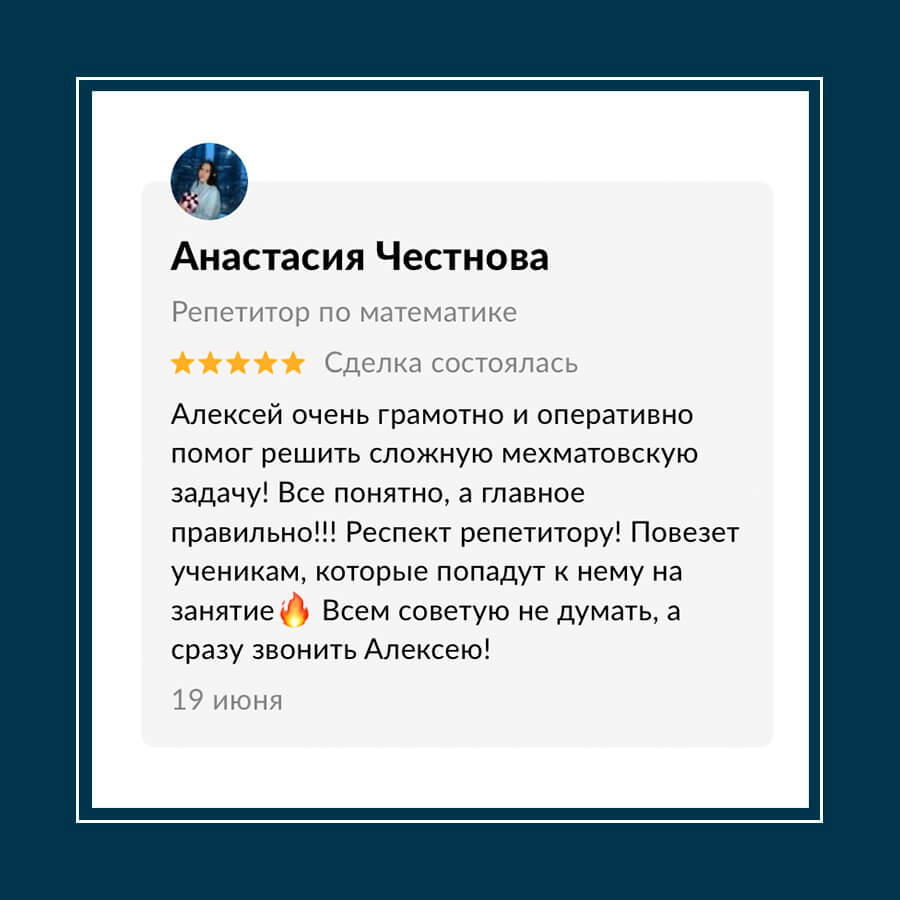 Анастасия Честнова
Репетитор по математике
Сделка состоялась
Алексей очень грамотно и оперативно
помог решить сложную мехматовскую
задачу! Все понятно, а главное
правильно!!! Респект репетитору! Повезет
ученикам, которые попадут к нему на
занятие🔥 Всем советую не думать, а
сразу звонить Алексею!
19 июня